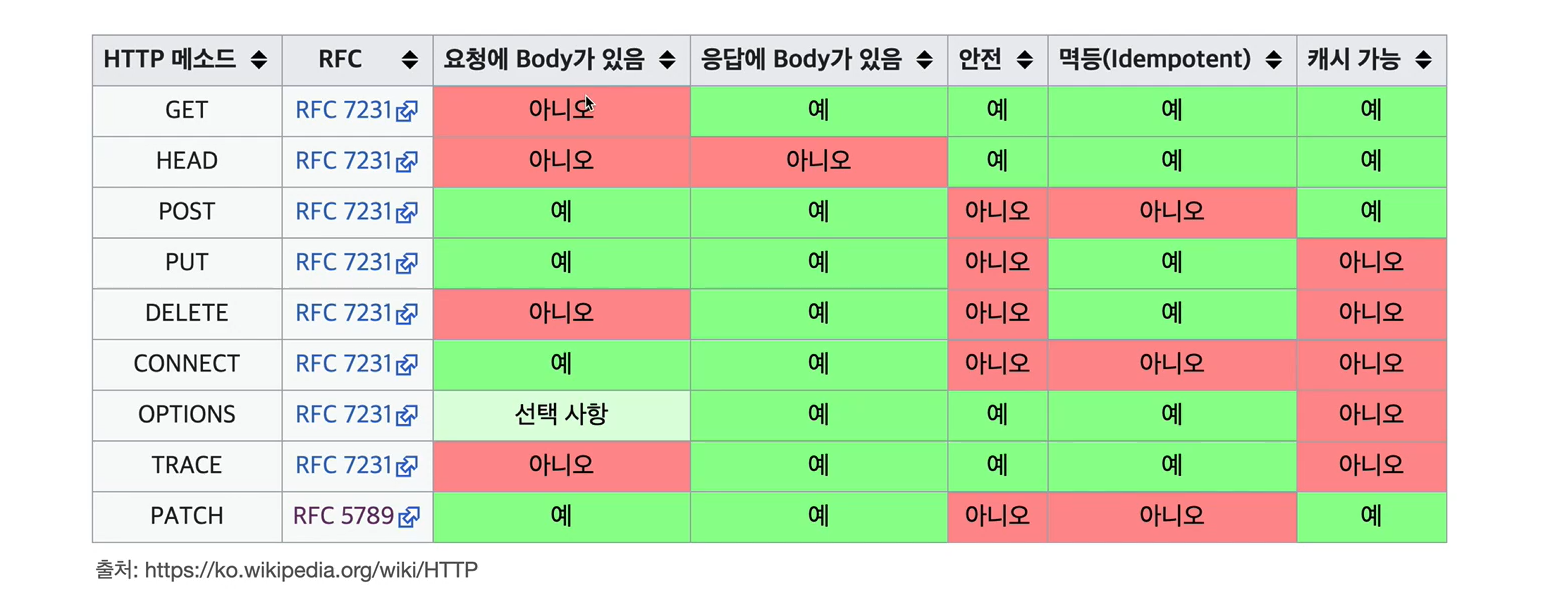 HTTP 메소드 RFC 요청에 Body가 있음 응답에 Body가 있음 안전 멱등(Idempotent) 캐시 가능
GET RFC 7231 아니오 예 예 예 예
HEAD RFC 7231 아니오 아니오 예 예 예
POST RFC 7231 예 예 아니오 아니오 예
PUT RFC 7231 예 예 아니오 예 아니오
DELETE RFC 7231 아니오 예 아니오 예 아니오
CONNECT RFC 7231 예 예 아니오 아니오 아니오
OPTIONS RFC 7231 선택 사항 예 예 예 아니오
TRACE RFC 7231 아니오 예 예 예 아니오
PATCH RFC 5789 예 예 아니오 아니오 예
출처: https://ko.wikipedia.org/wiki/HTTP